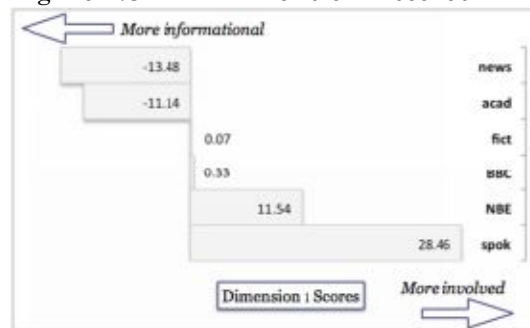 More informational
-13.48 news
-11.14 acad
0.07 fict
0.33 BBC
11.54 NBE
28.46 spok
Dimension 1 Scores
More involved